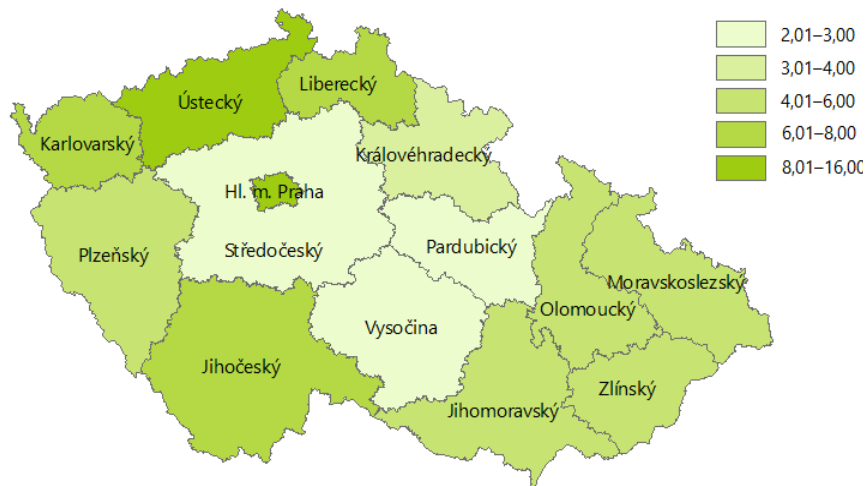 2,01–3,00
3,01–4,00
4,01–6,00
6,01–8,00
8,01–16,00
Liberecký
Ústecký
Karlovarský
Královéhradecký
Hl. m. Praha
Středočeský
Pardubický
Plzeňský
Moravskoslezský
Olomoucký
Vysočina
Jihočeský
Zlínský
Jihomoravský